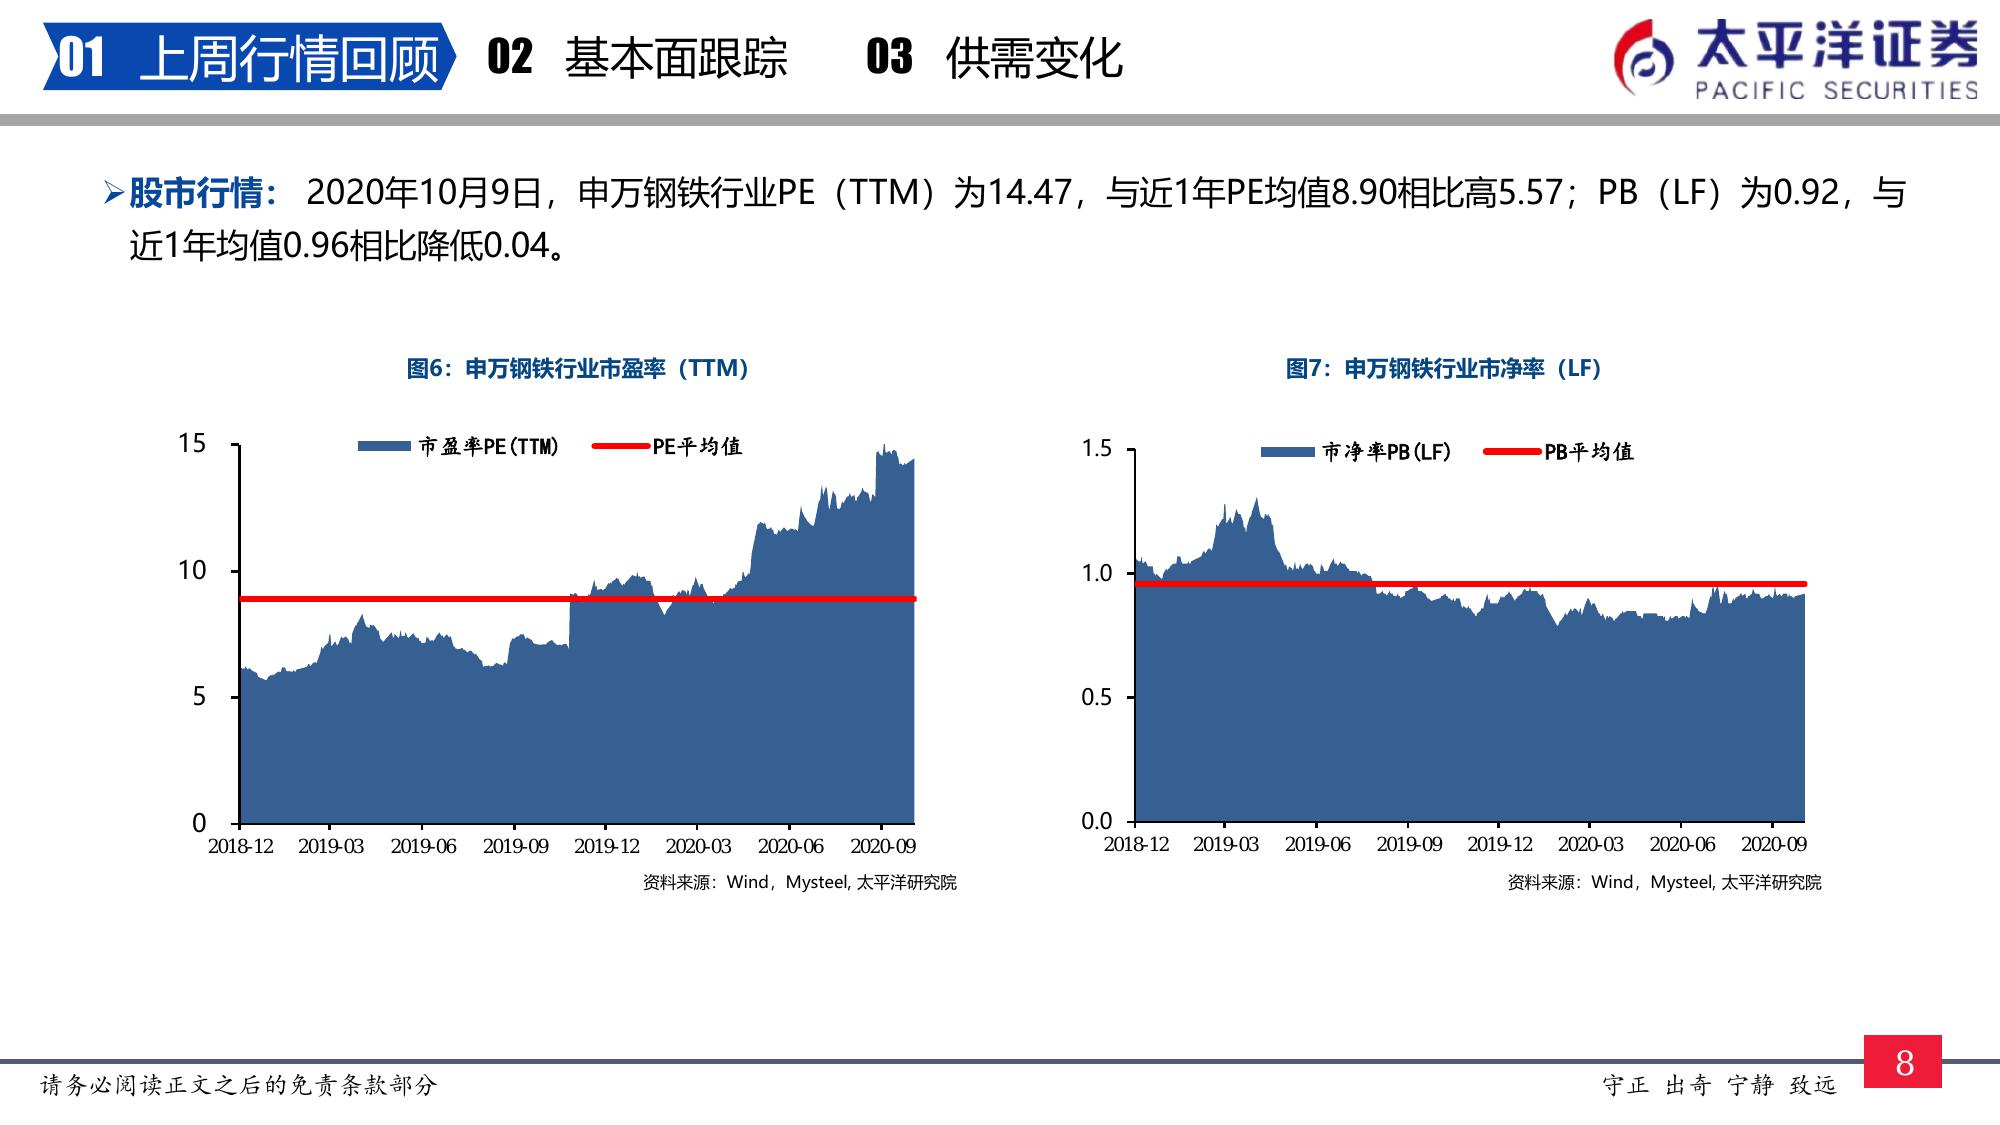 01 上周行情回顾 02 基本面跟踪 03 供需变化
太平洋证券
PACIFIC SECURITIES
➢股市行情： 2020年10月9日，申万钢铁行业PE（TTM）为14.47，与近1年PE均值8.90相比高5.57；PB（LF）为0.92，与
近1年均值0.96相比降低0.04。
图6：申万钢铁行业市盈率（TTM）
市盈率PE(TTM) PE平均值
15
10
5
0
2018-12 2019-03 2019-06 2019-09 2019-12 2020-03 2020-06 2020-09
资料来源：Wind，Mysteel, 太平洋研究院
图7：申万钢铁行业市净率（LF）
市净率PB(LF) PB平均值
1.5
1.0
0.5
0.0
2018-12 2019-03 2019-06 2019-09 2019-12 2020-03 2020-06 2020-09
资料来源：Wind，Mysteel, 太平洋研究院
请务必阅读正文之后的免责条款部分
守正 出奇 宁静 致远
8